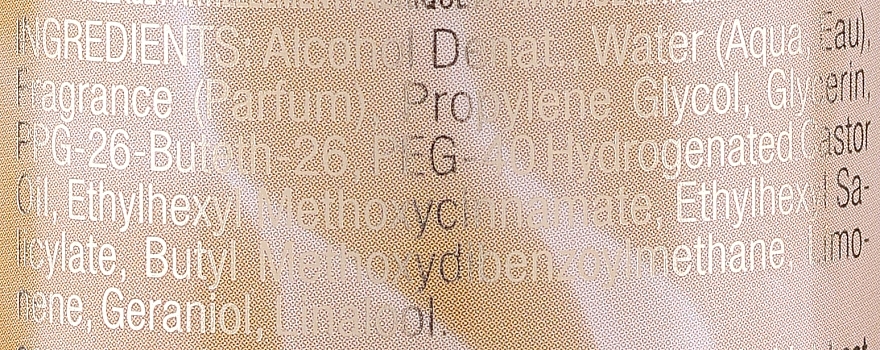 INGREDIENTS: Alcohol Denat., Water (Aqua, Eau),
Fragrance (Parfum), Propylene Glycol, Glycerin,
PPG-26-Buteth-26, PEG-40 Hydrogenated Castor
Oil, Ethylhexyl Methoxycinnamate, Ethylhexyl Sa-
licylate, Butyl Methoxydibenzoylmethane, Limo-
nene, Geraniol, Linalool.